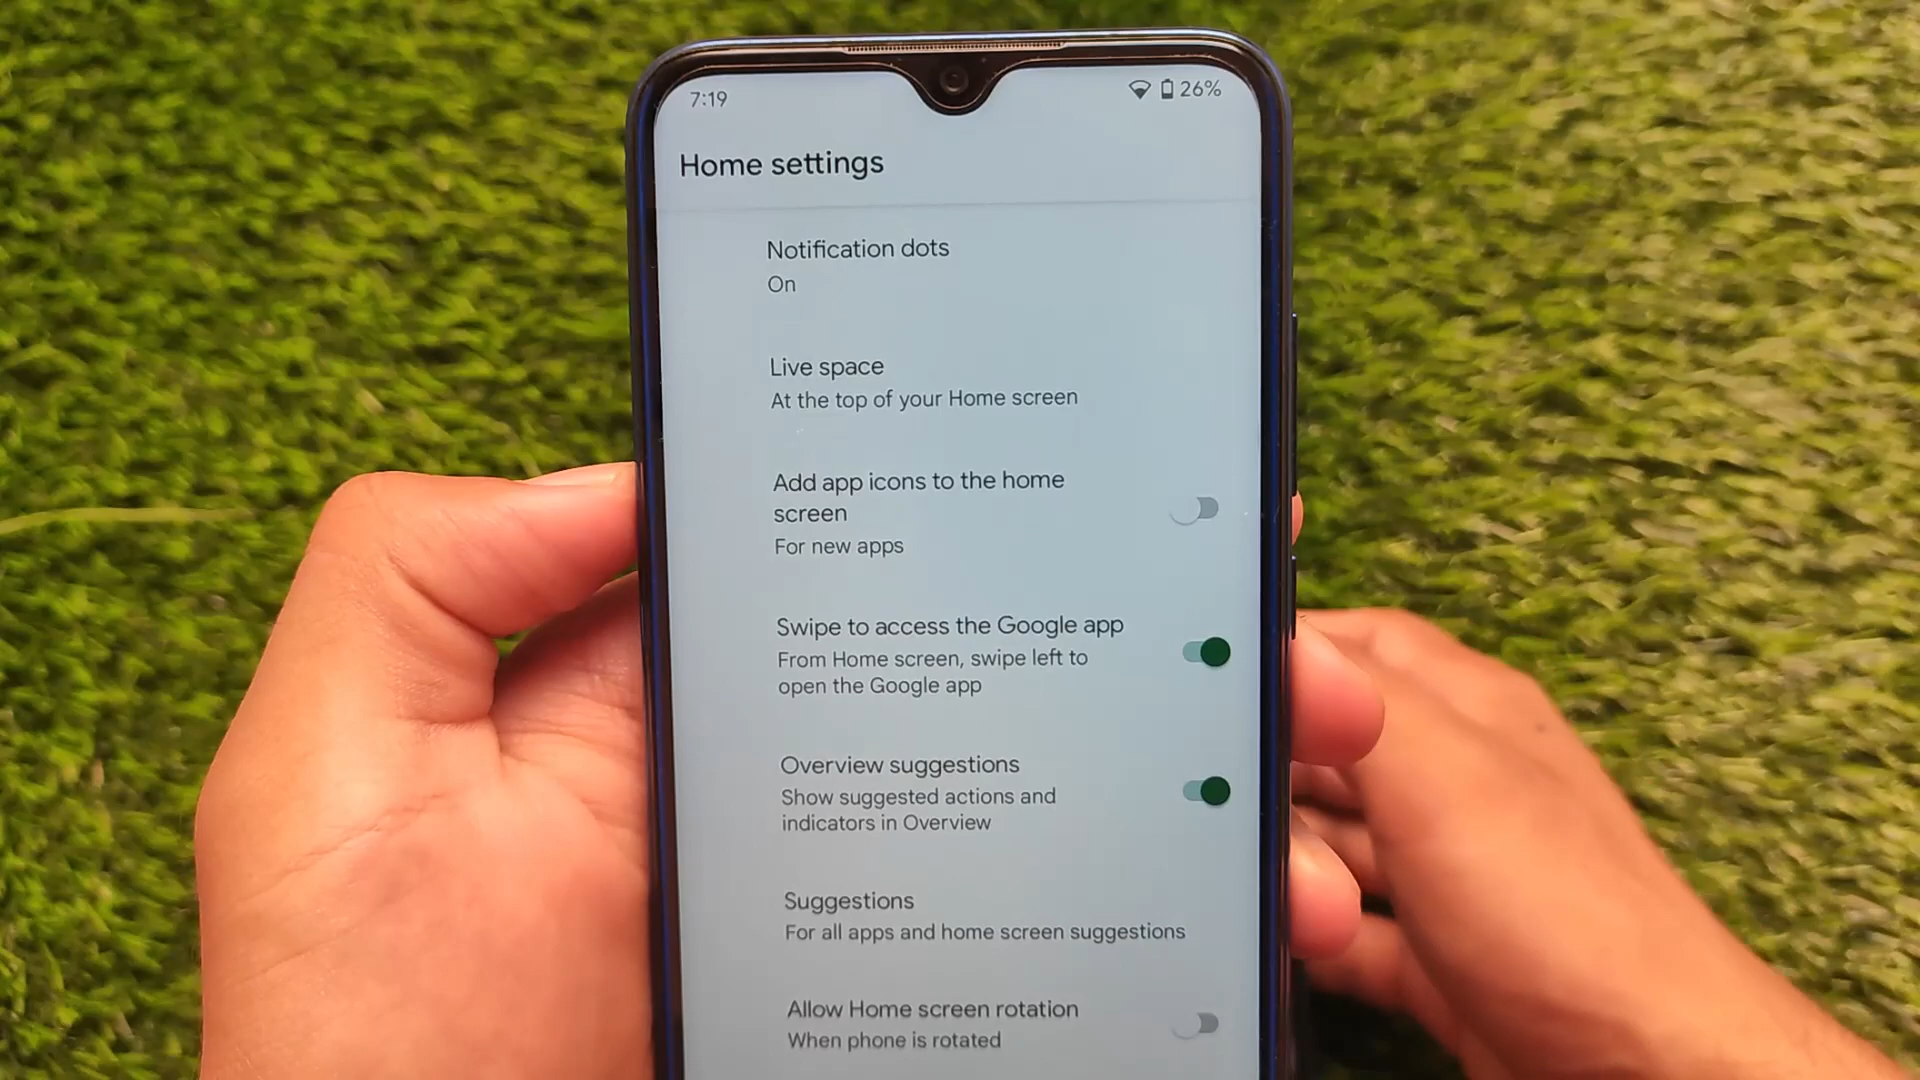 7:19
26%
Home settings
Notification dots
On
Live space
At the top of your Home screen
Add app icons to the home
screen
For new apps
Swipe to access the Google app
From Home screen, swipe left to
open the Google app
Overview suggestions
Show suggested actions and
indicators in Overview
Suggestions
For all apps and home screen suggestions
Allow Home screen rotation
When phone is rotated